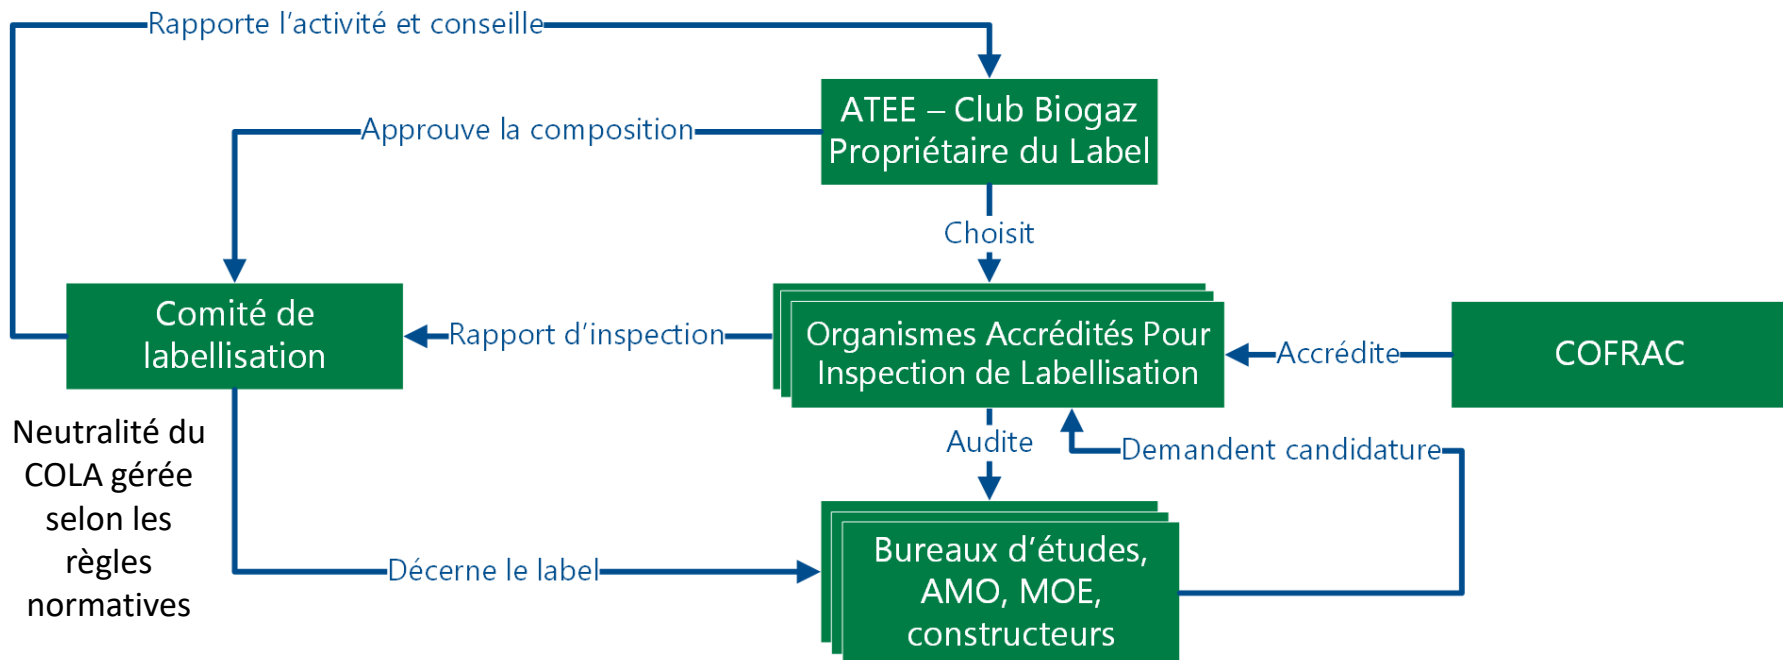 Rapporte l’activité et conseille
ATEE – Club Biogaz
Propriétaire du Label
Approuve la composition
Choisit
Comité de
labellisation
Rapport d’inspection
Organismes Accrédités Pour
Inspection de Labellisation
Accrédite
COFRAC
Neutralité du
COLA gérée
selon les
règles
normatives
Audite
Demandent candidature
Décerne le label
Bureaux d’études,
AMO, MOE,
constructeurs